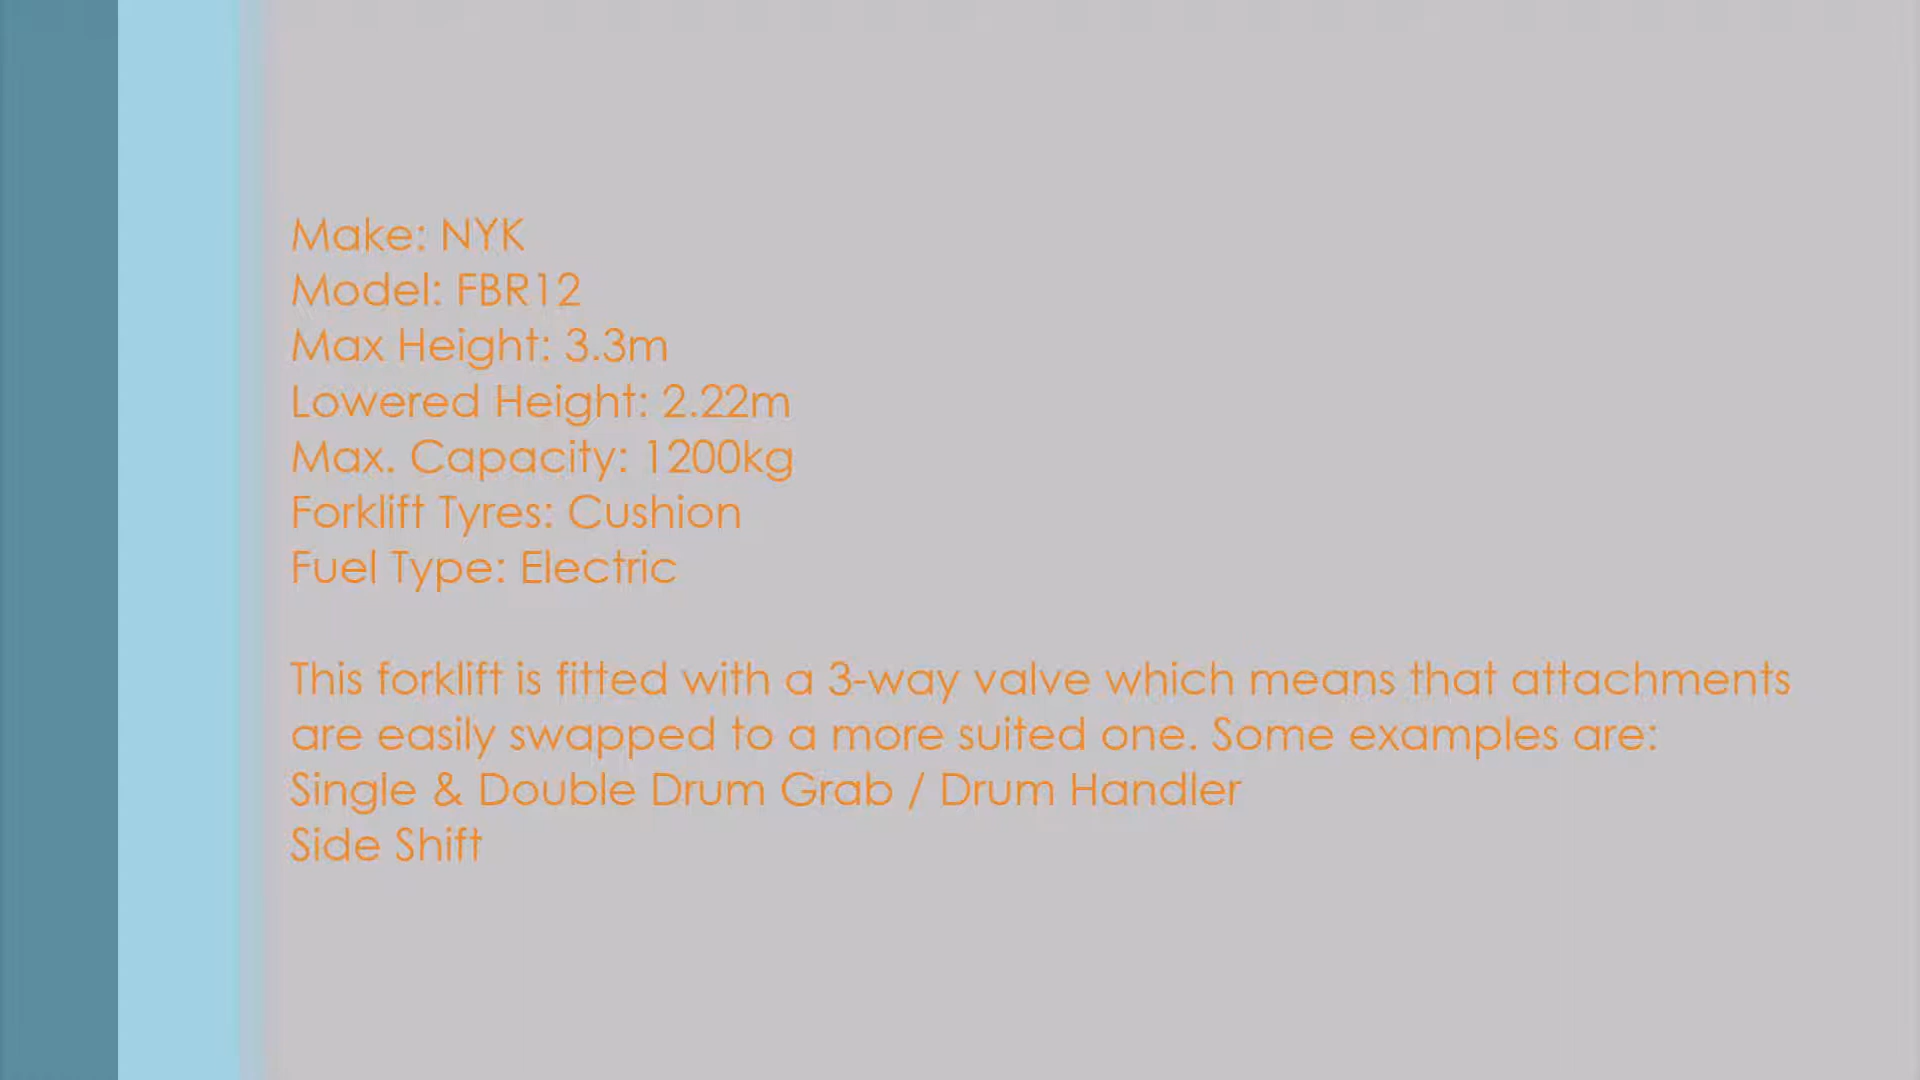 Make: NYK
Model: FBR12
Max Height: 3.3m
Lowered Height: 2.22m
Max. Capacity: 1200kg
Forklift Tyres: Cushion
Fuel Type: Electric
This forklift is fitted with a 3-way valve which means that attachments
are easily swapped to a more suited one. Some examples are:
Single & Double Drum Grab / Drum Handler
Side Shift